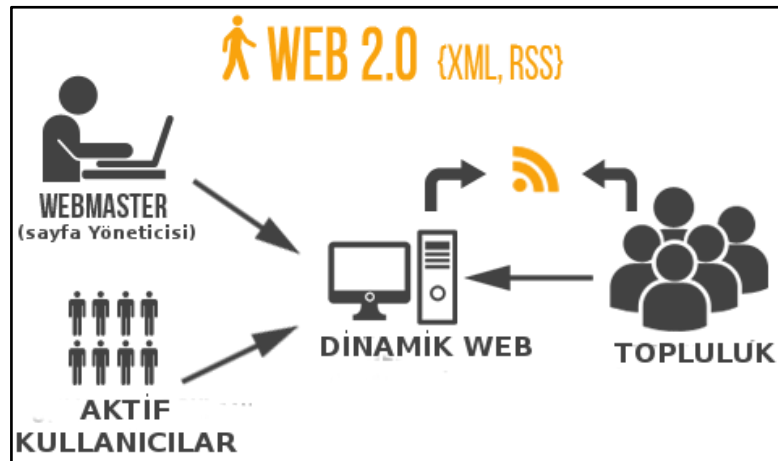 WEB 2.0 {XML, RSS}
WEBMASTER
(sayfa Yöneticisi)
DİNAMİK WEB
TOPLULUK
AKTİF
KULLANICILAR